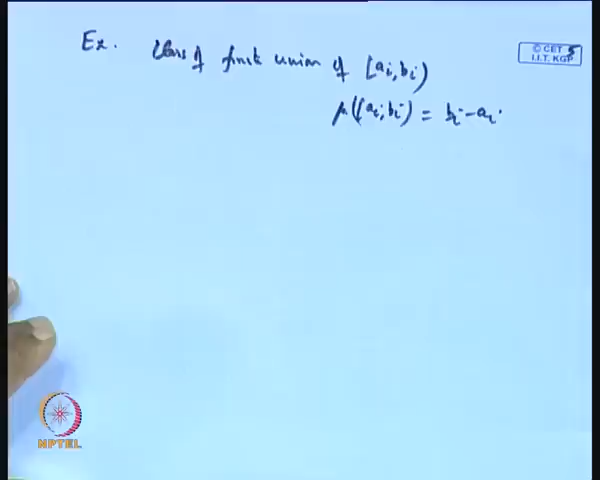 Ex. Class of finite union of [ai, bi)
μ([ai, bi) = bi - ai.
© CET
I.I.T. KGP
NPTEL